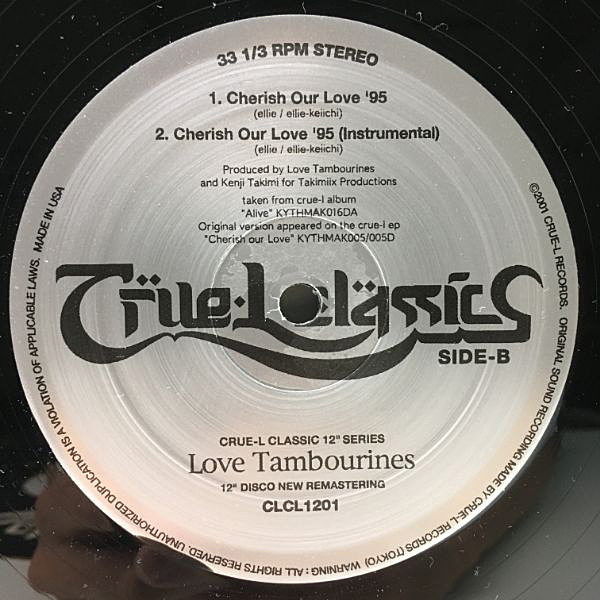 33 1/3 RPM STEREO
1. Cherish Our Love '95
(ellie / ellie-keiichi)
2. Cherish Our Love '95 (Instrumental)
(ellie / ellie-keiichi)
Produced by Love Tambourines
and Kenji Takimi for Takimiix Productions
taken from crue-l album
"Alive" KYTHMAK016DA
Original version appeared on the crue-l ep
"Cherish our Love" KYTHMAK005/005D
Crüe-L clässics
SIDE-B
CRUE-L CLASSIC 12" SERIES
Love Tambourines
12" DISCO NEW REMASTERING
CLCL1201
©2001 CRUE-L RECORDS. ORIGINAL SOUND RECORDING MADE BY CRUE-L RECORDS (TOKYO) WARNING : ALL RIGHTS RESERVED. UNAUTHORIZED DUPLICATION IS A VIOLATION OF APPLICABLE LAWS. MADE IN USA